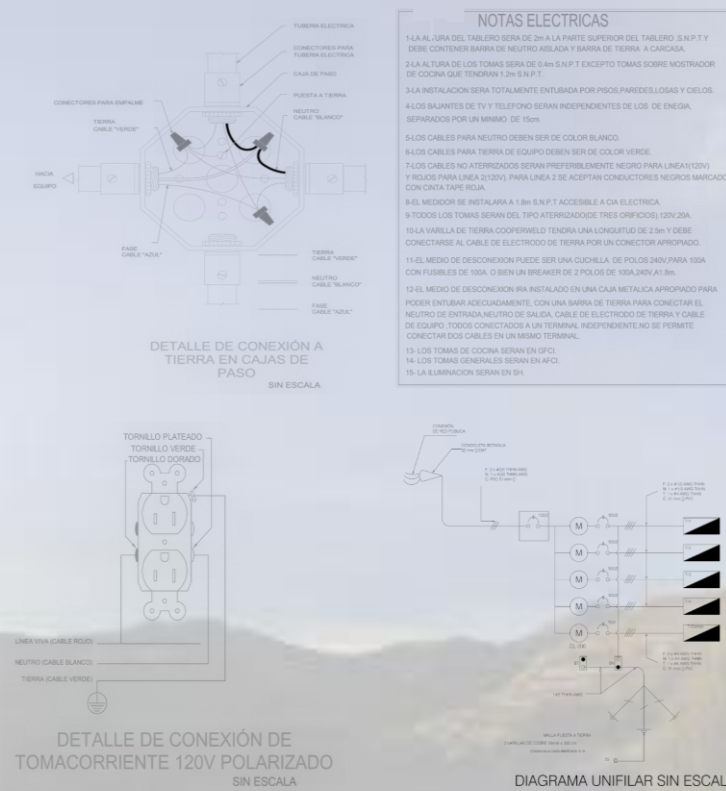 TUBERIA ELECTRICA
CONECTORES PARA
TUBERIA ELECTRICA
CAJA DE PASO
PUESTA A TIERRA
NEUTRO
CABLE "BLANCO"
CONECTORES PARA EMPALME
TIERRA
CABLE "VERDE"
HACIA
EQUIPO
FASE
CABLE "AZUL"
TIERRA
CABLE "VERDE"
NEUTRO
CABLE "BLANCO"
FASE
CABLE "AZUL"
DETALLE DE CONEXIÓN A
TIERRA EN CAJAS DE
PASO
SIN ESCALA
NOTAS ELECTRICAS
1-LA ALTURA DEL TABLERO SERA DE 2m A LA PARTE SUPERIOR DEL TABLERO ,S.N.P.T.Y
DEBE CONTENER BARRA DE NEUTRO AISLADA Y BARRA DE TIERRA A CARCASA.
2-LA ALTURA DE LOS TOMAS SERA DE 0.4m S.N.P.T EXCEPTO TOMAS SOBRE MOSTRADOR
DE COCINA QUE TENDRAN 1.2m S.N.P.T.
3-LA INSTALACION SERA TOTALMENTE ENTUBADA POR PISOS,PAREDES,LOSAS Y CIELOS.
4-LOS BAJANTES DE TV Y TELEFONO SERAN INDEPENDIENTES DE LOS DE ENEGIA,
SEPARADOS POR UN MINIMO DE 15cm.
5-LOS CABLES PARA NEUTRO DEBEN SER DE COLOR BLANCO.
6-LOS CABLES PARA TIERRA DE EQUIPO DEBEN SER DE COLOR VERDE.
7-LOS CABLES NO ATERRIZADOS SERAN PREFERIBLEMENTE NEGRO PARA LINEA1(120V)
Y ROJOS PARA LINEA 2(120V). PARA LINEA 2 SE ACEPTAN CONDUCTORES NEGROS MARCADO
CON CINTA TAPE ROJA.
8-EL MEDIDOR SE INSTALARA A 1.8m S.N.P.T ACCESIBLE A CIA ELECTRICA.
9-TODOS LOS TOMAS SERAN DEL TIPO ATERRIZADO(DE TRES ORIFICIOS),120V,20A.
10-LA VARILLA DE TIERRA COOPERWELD TENDRA UNA LONGUITUD DE 2.5m Y DEBE
CONECTARSE AL CABLE DE ELECTRODO DE TIERRA POR UN CONECTOR APROPIADO.
11-EL MEDIO DE DESCONEXION PUEDE SER UNA CUCHILLA DE POLOS 240V,PARA 100A
CON FUSIBLES DE 100A. O BIEN UN BREAKER DE 2 POLOS DE 100A,240V,A1.8m.
12-EL MEDIO DE DESCONEXION IRA INSTALADO EN UNA CAJA METALICA APROPIADO PARA
PODER ENTUBAR ADECUADAMENTE, CON UNA BARRA DE TIERRA PARA CONECTAR EL
NEUTRO DE ENTRADA,NEUTRO DE SALIDA, CABLE DE ELECTRODO DE TIERRA Y CABLE
DE EQUIPO .TODOS CONECTADOS A UN TERMINAL INDEPENDIENTE.NO SE PERMITE
CONECTAR DOS CABLES EN UN MISMO TERMINAL.
13- LOS TOMAS DE COCINA SERAN EN GFCI.
14- LOS TOMAS GENERALES SERAN EN AFCI.
15- LA ILUMINACION SERAN EN SH.
TORNILLO PLATEADO
TORNILLO VERDE
TORNILLO DORADO
LINEA VIVA (CABLE ROJO)
NEUTRO (CABLE BLANCO)
TIERRA (CABLE VERDE)
DETALLE DE CONEXIÓN DE
TOMACORRIENTE 120V POLARIZADO
SIN ESCALA
M
M
M
M
M
MALLA PUESTA A TIERRA
DIAGRAMA UNIFILAR SIN ESCAL